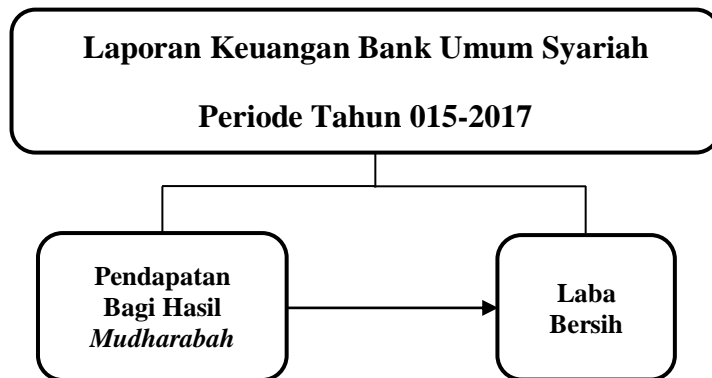 Laporan Keuangan Bank Umum Syariah
Periode Tahun 015-2017
Pendapatan
Bagi Hasil
Mudharabah
Laba
Bersih